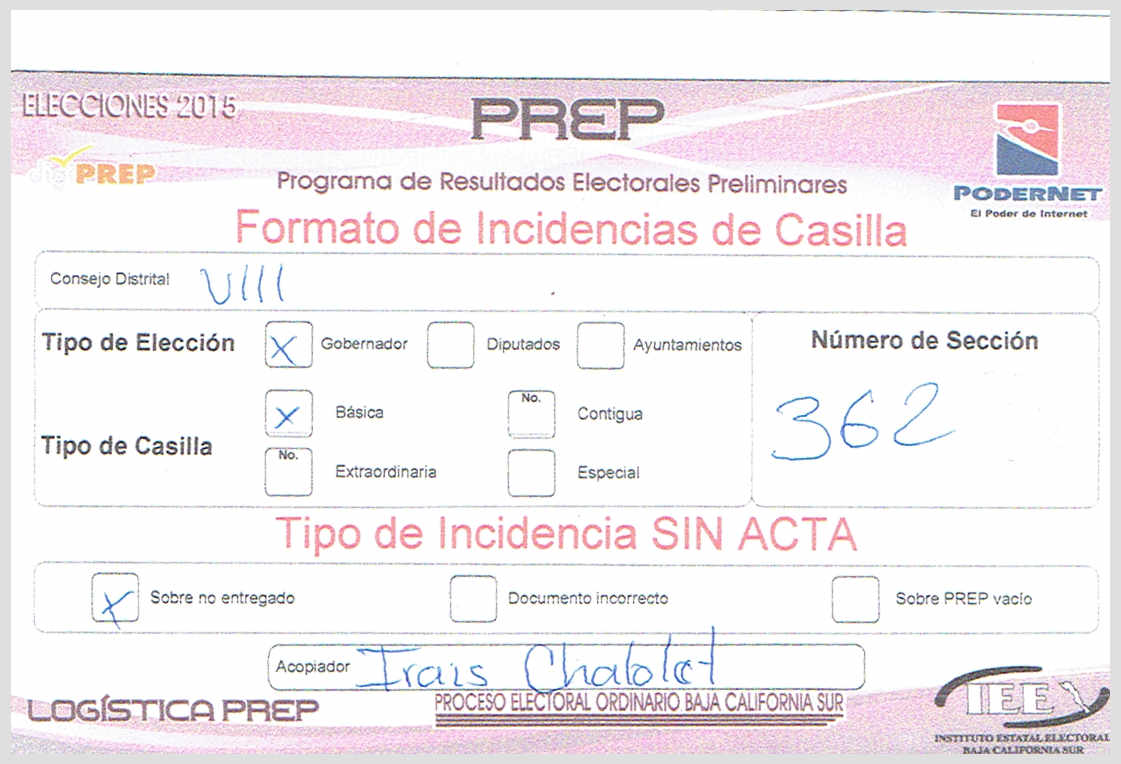 ELECCIONES 2015
PREP
digiPREP
Programa de Resultados Electorales Preliminares
PODERNET
El Poder de Internet
Formato de Incidencias de Casilla
Consejo Distrital VIII
Tipo de Elección X Gobernador Diputados Ayuntamientos
Número de Sección
362
Tipo de Casilla
X Básica No. Contigua
No. Extraordinaria Especial
Tipo de Incidencia SIN ACTA
X Sobre no entregado Documento incorrecto Sobre PREP vacío
Acopiador Irais
LOGÍSTICA PREP
PROCESO ELECTORAL ORDINARIO BAJA CALIFORNIA SUR
IEE
INSTITUTO ESTATAL ELECTORAL
BAJA CALIFORNIA SUR